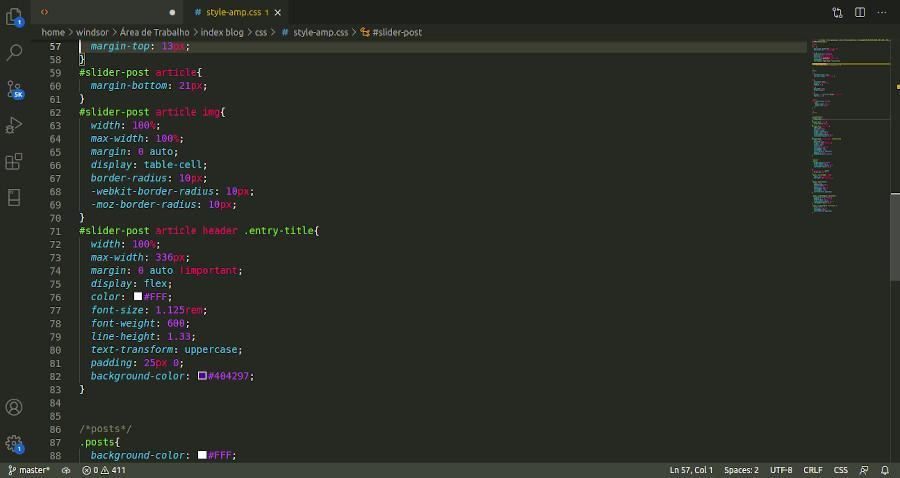 <> ●
# style-amp.css 1 ×
home > windsor > Área de Trabalho > index blog > css > # style-amp.css > #slider-post
1
5K
1
57 margin-top: 13px;
58 }
59 #slider-post article{
60 margin-bottom: 21px;
61 }
62 #slider-post article img{
63 width: 100%;
64 max-width: 100%;
65 margin: 0 auto;
66 display: table-cell;
67 border-radius: 10px;
68 -webkit-border-radius: 10px;
69 -moz-border-radius: 10px;
70 }
71 #slider-post article header .entry-title{
72 width: 100%;
73 max-width: 336px;
74 margin: 0 auto !important;
75 display: flex;
76 color: #FFF;
77 font-size: 1.125rem;
78 font-weight: 600;
79 line-height: 1.33;
80 text-transform: uppercase;
81 padding: 25px 0;
82 background-color: #404297;
83 }
84
85
86 /*posts*/
87 .posts{
88 background-color: #FFF;
master* 0 411 Ln 57, Col 1 Spaces: 2 UTF-8 CRLF CSS